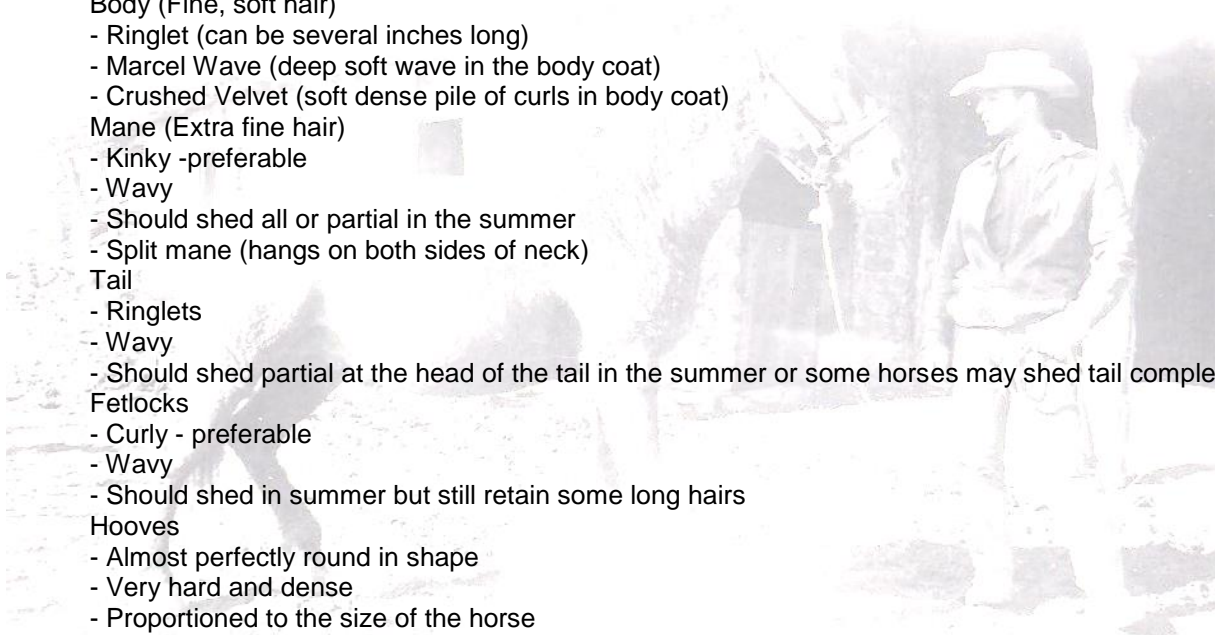 Body (Fine, soft hair)
- Ringlet (can be several inches long)
- Marcel Wave (deep soft wave in the body coat)
- Crushed Velvet (soft dense pile of curls in body coat)
Mane (Extra fine hair)
- Kinky -preferable
- Wavy
- Should shed all or partial in the summer
- Split mane (hangs on both sides of neck)
Tail
- Ringlets
- Wavy
- Should shed partial at the head of the tail in the summer or some horses may shed tail comple
Fetlocks
- Curly - preferable
- Wavy
- Should shed in summer but still retain some long hairs
Hooves
- Almost perfectly round in shape
- Very hard and dense
- Proportioned to the size of the horse